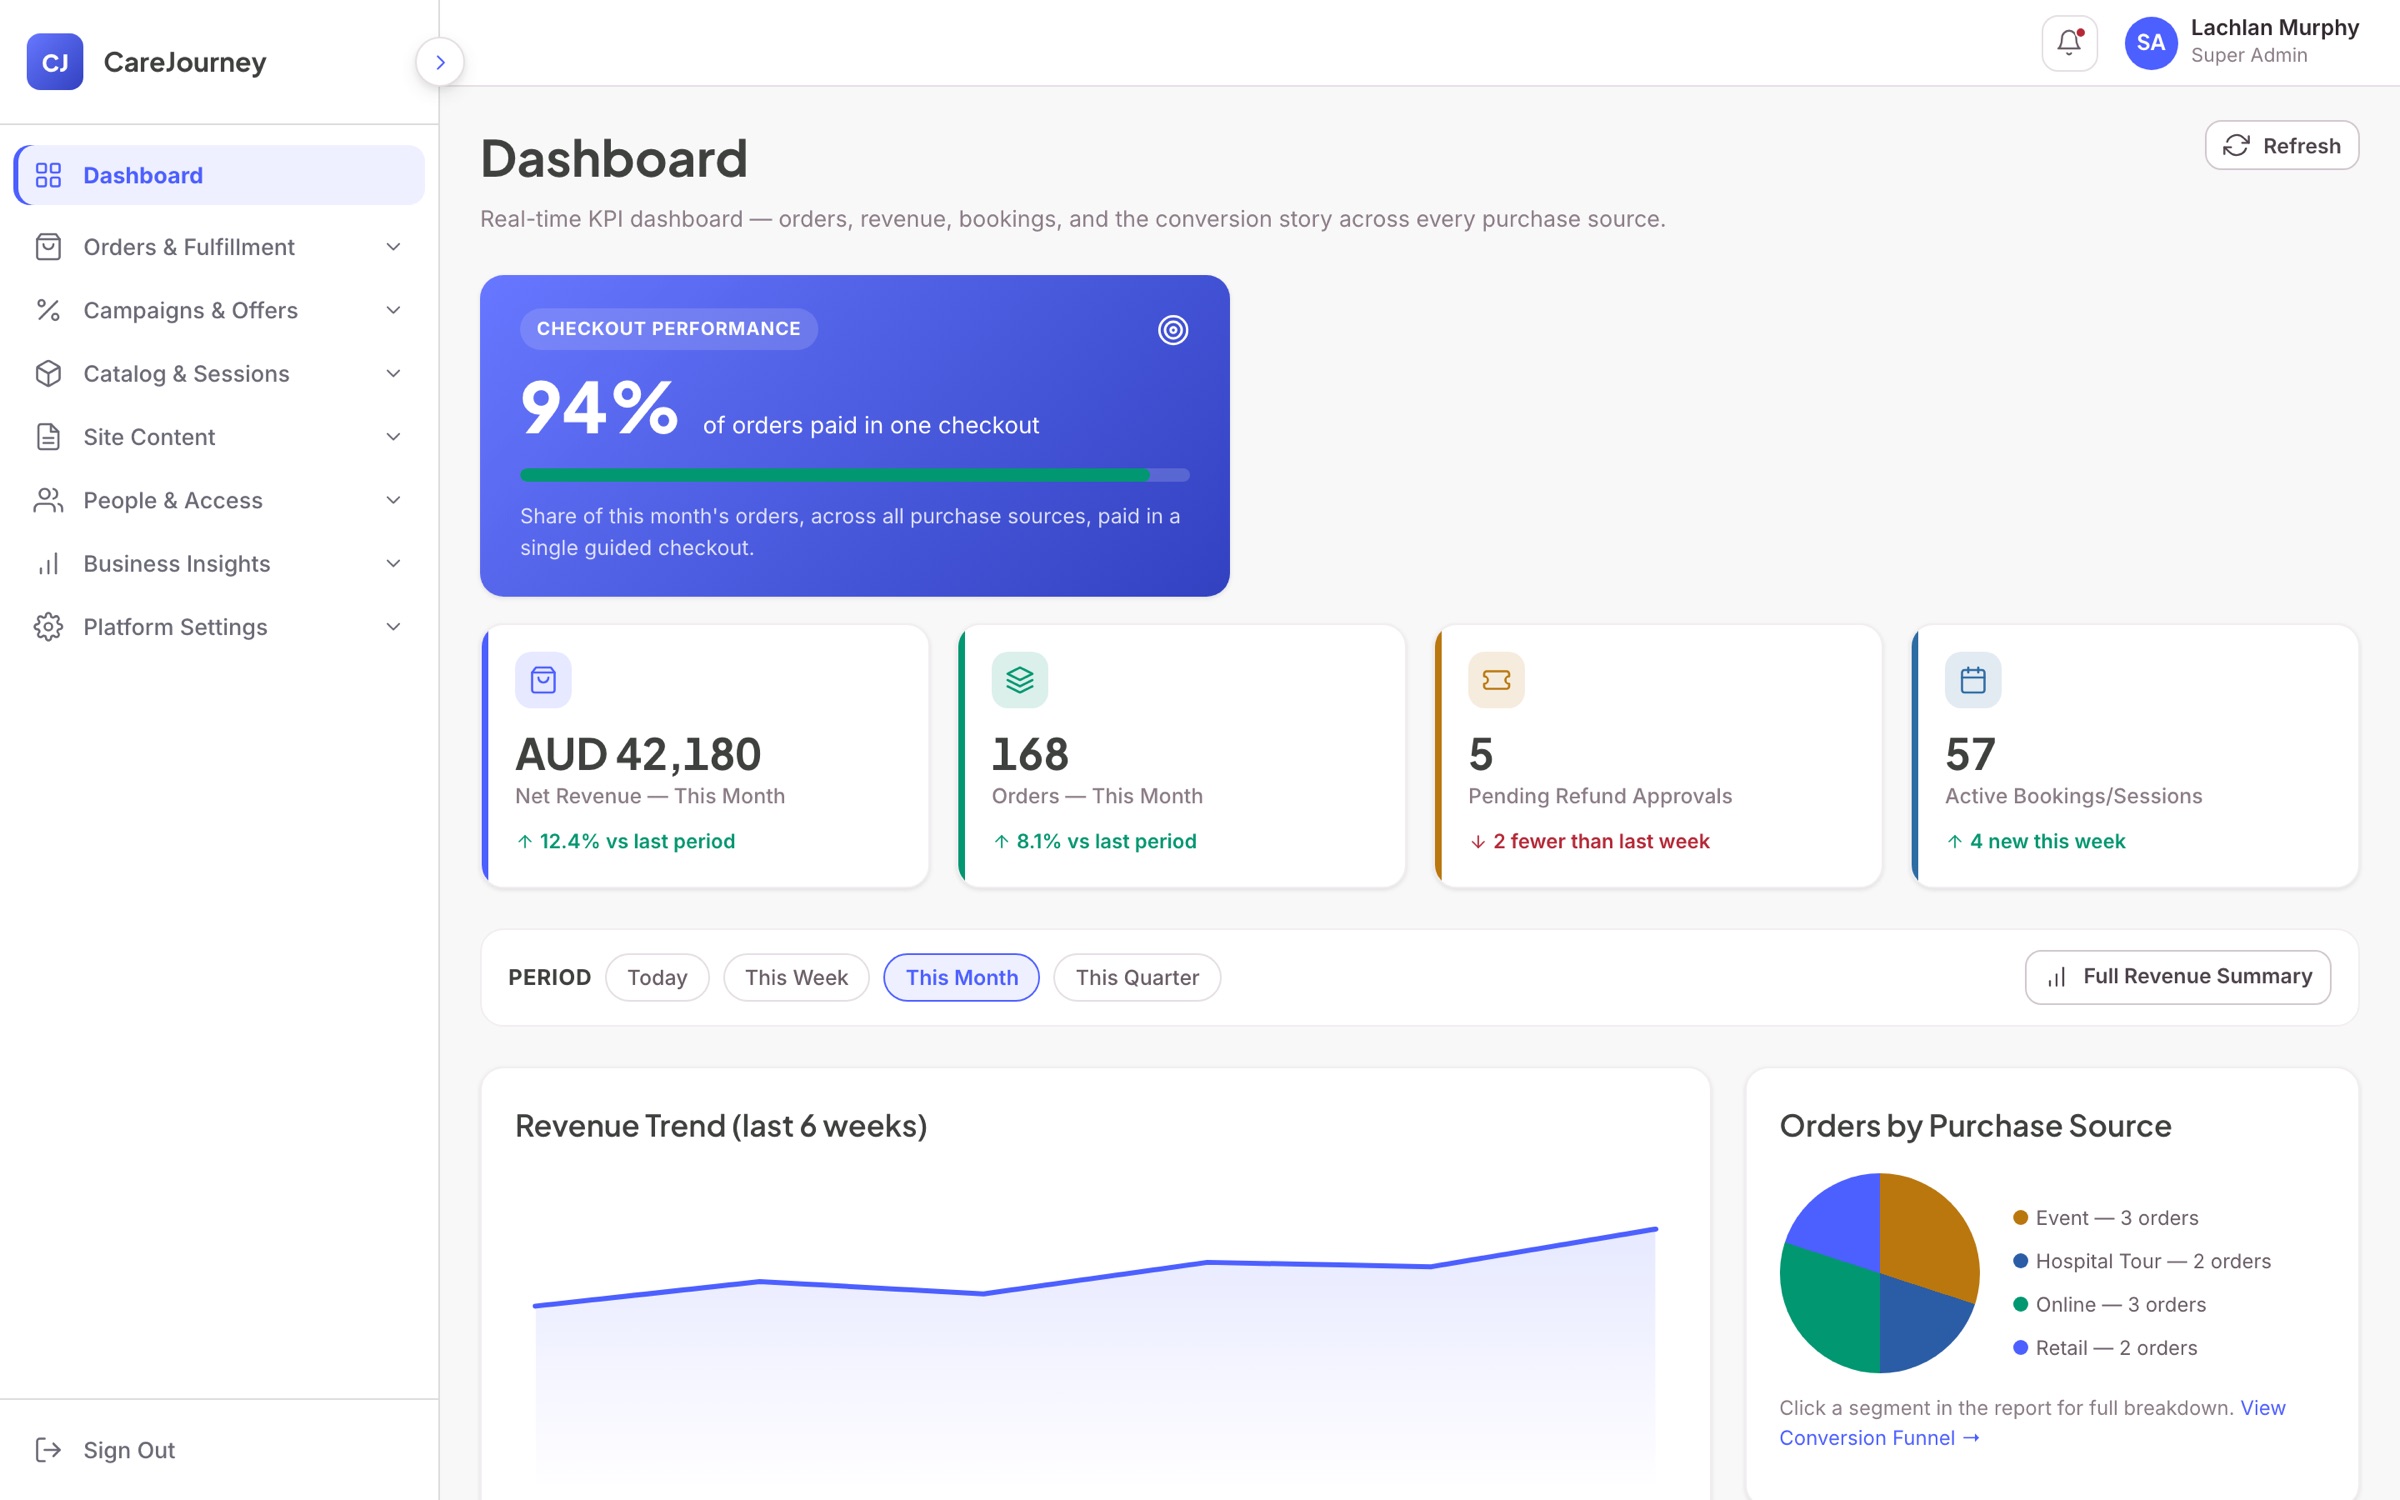 CJ
CareJourney
Dashboard
Orders & Fulfillment
Campaigns & Offers
Catalog & Sessions
Site Content
People & Access
Business Insights
Platform Settings
Sign Out
SA
Lachlan Murphy
Super Admin
Dashboard
Refresh
Real-time KPI dashboard — orders, revenue, bookings, and the conversion story across every purchase source.
CHECKOUT PERFORMANCE
94% of orders paid in one checkout
Share of this month's orders, across all purchase sources, paid in a
single guided checkout.
AUD 42,180
Net Revenue — This Month
↑ 12.4% vs last period
168
Orders — This Month
↑ 8.1% vs last period
5
Pending Refund Approvals
↓ 2 fewer than last week
57
Active Bookings/Sessions
↑ 4 new this week
PERIOD Today This Week This Month This Quarter
Full Revenue Summary
Revenue Trend (last 6 weeks)
Orders by Purchase Source
Event — 3 orders
Hospital Tour — 2 orders
Online — 3 orders
Retail — 2 orders
Click a segment in the report for full breakdown. View
Conversion Funnel →